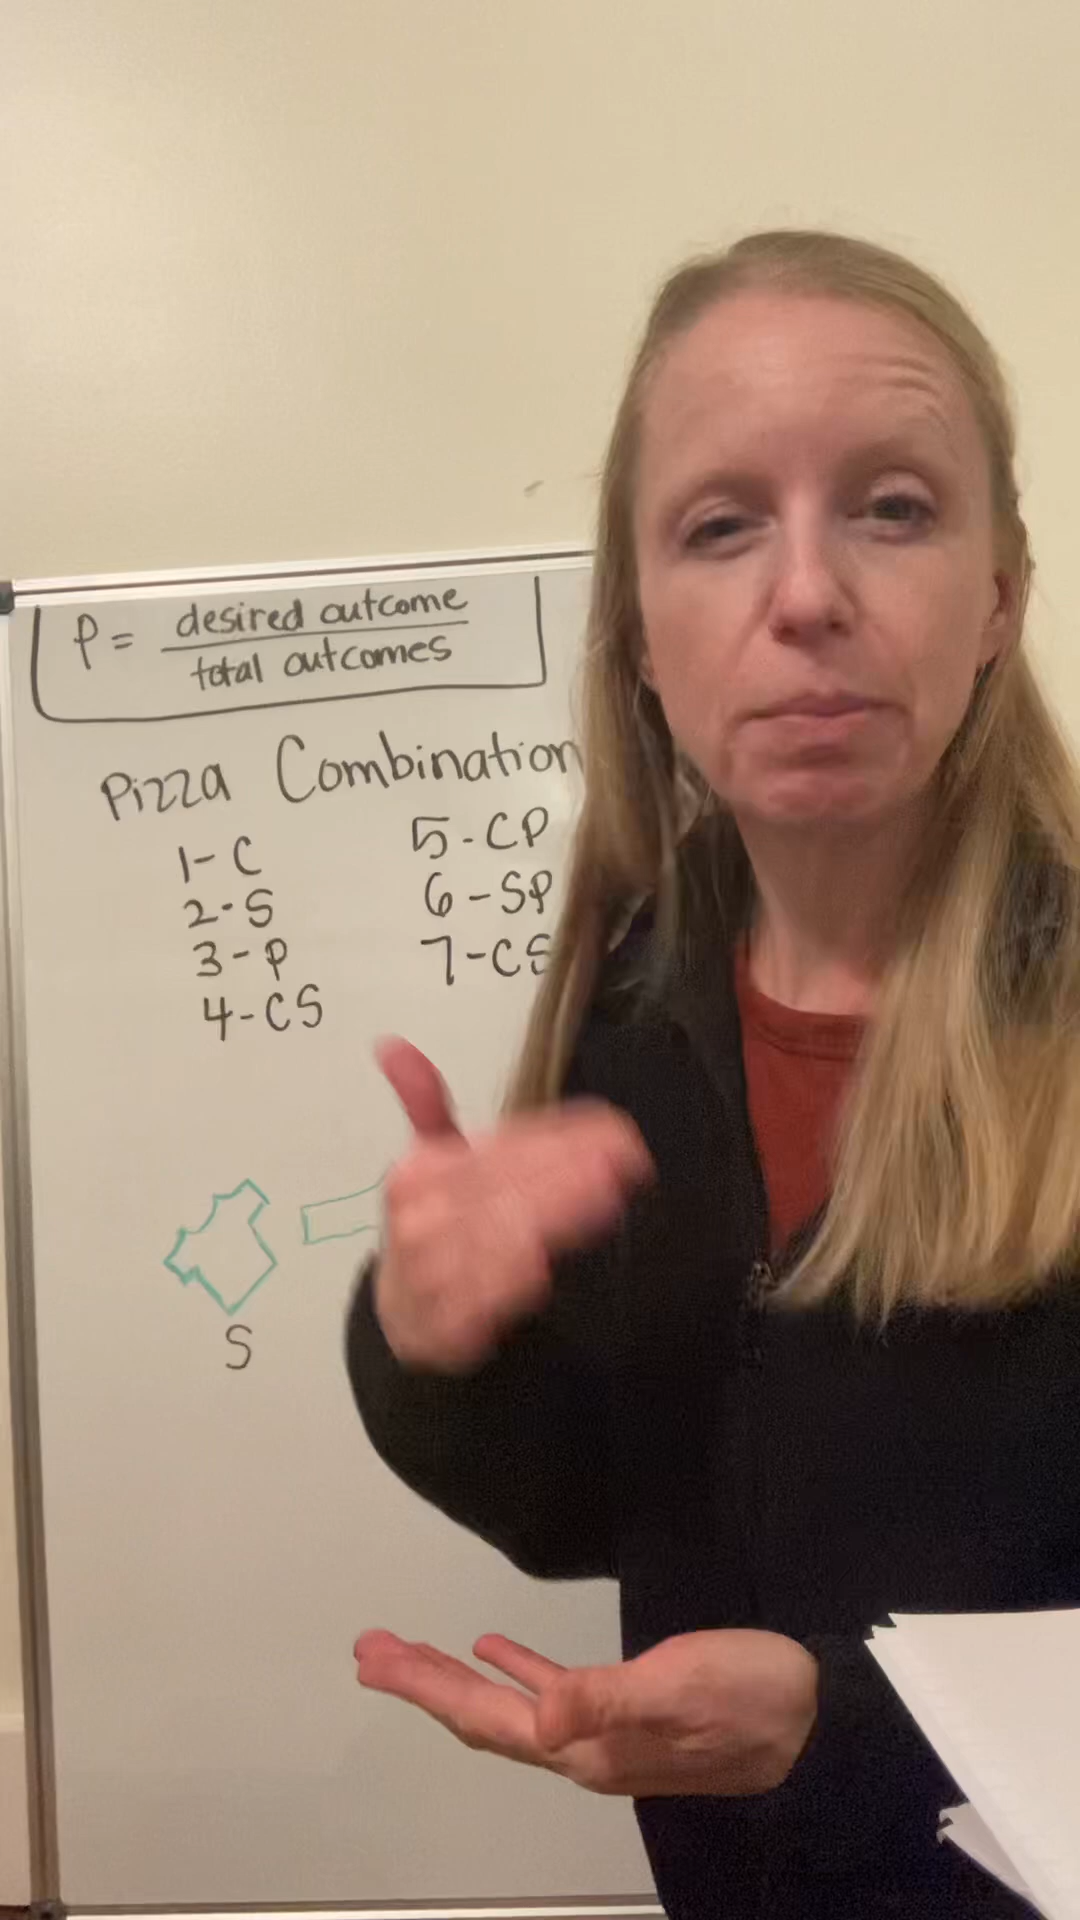 P = desired outcome
total outcomes
Pizza Combination
1- C
2-S
3-P
4-CS
5-CP
6-SP
7-CS
S